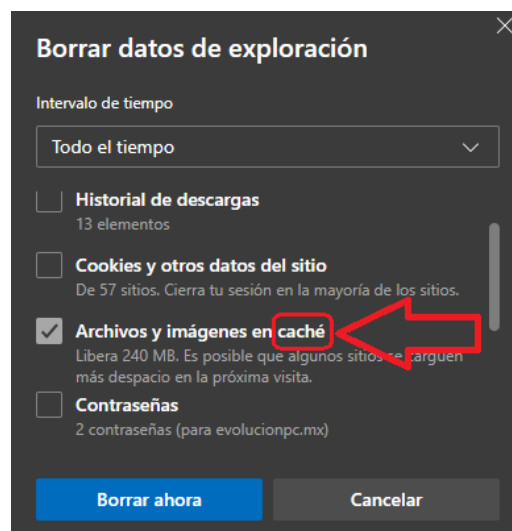 Borrar datos de exploración
Intervalo de tiempo
Todo el tiempo
Historial de descargas
13 elementos
Cookies y otros datos del sitio
De 57 sitios. Cierra tu sesión en la mayoría de los sitios.
Archivos y imágenes en caché
Libera 240 MB. Es posible que algunos sitios se carguen
más despacio en la próxima visita.
Contraseñas
2 contraseñas (para evolucionpc.mx)
Borrar ahora
Cancelar